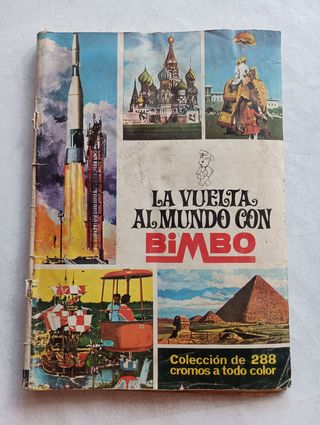 LA VUELTA
AL MUNDO CON
BiMBO
Colección de 288
cromos a todo color